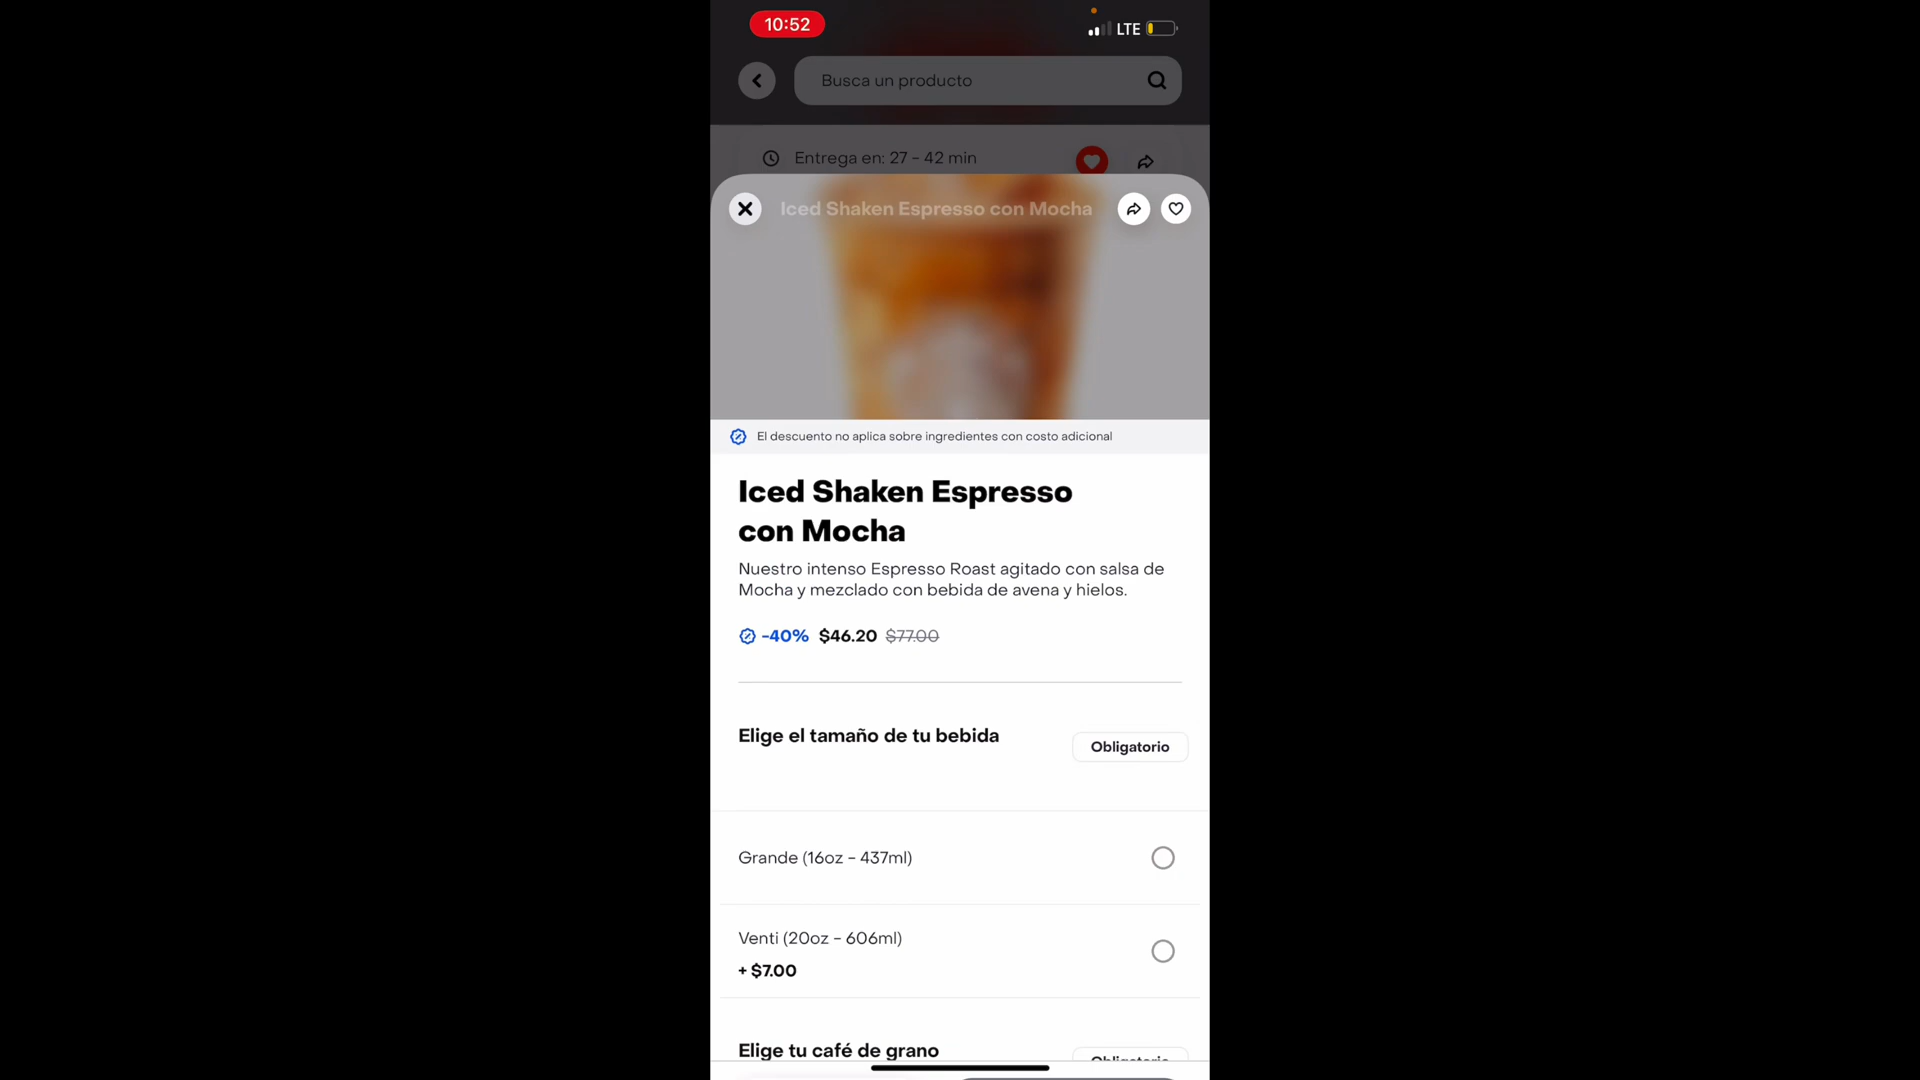 10:52
LTE
Busca un producto
Entrega en: 27 - 42 min
Iced Shaken Espresso con Mocha
El descuento no aplica sobre ingredientes con costo adicional
Iced Shaken Espresso
con Mocha
Nuestro intenso Espresso Roast agitado con salsa de
Mocha y mezclado con bebida de avena y hielos.
-40% $46.20 $77.00
Elige el tamaño de tu bebida
Obligatorio
Grande (16oz - 437ml)
Venti (20oz - 606ml)
+ $7.00
Elige tu café de grano
Obligatorio